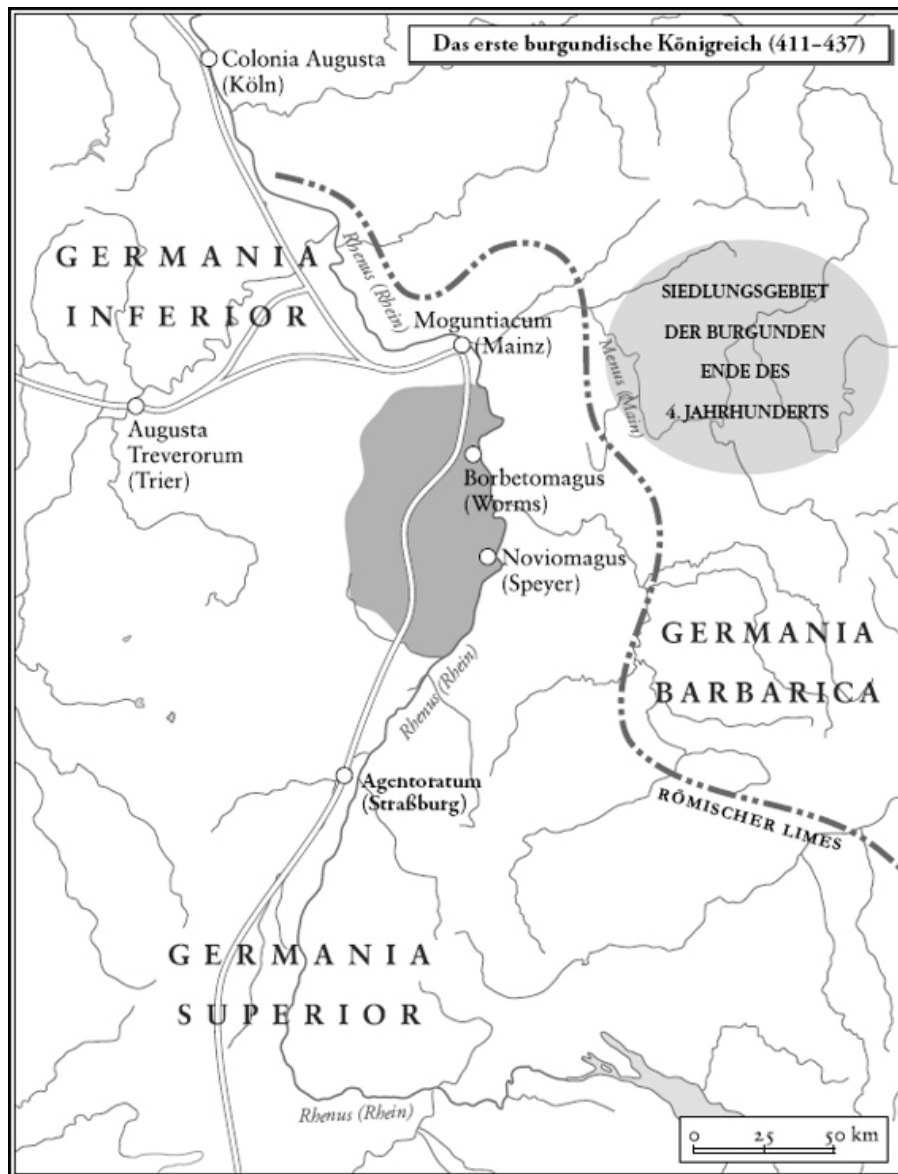 Das erste burgundische Königreich (411–437)
Colonia Augusta
(Köln)
GERMANIA
INFERIOR
Rhenus (Rhein)
SIEDLUNGSGEBIET
DER BURGUNDEN
ENDE DES
4. JAHRHUNDERTS
Moguntiacum
(Mainz)
Menus (Main)
Augusta
Treverorum
(Trier)
Borbetomagus
(Worms)
Noviomagus
(Speyer)
GERMANIA
BARBARICA
Rhenus (Rhein)
Agentoratum
(Straßburg)
RÖMISCHER LIMES
GERMANIA
SUPERIOR
Rhenus (Rhein)
0 25 50 km